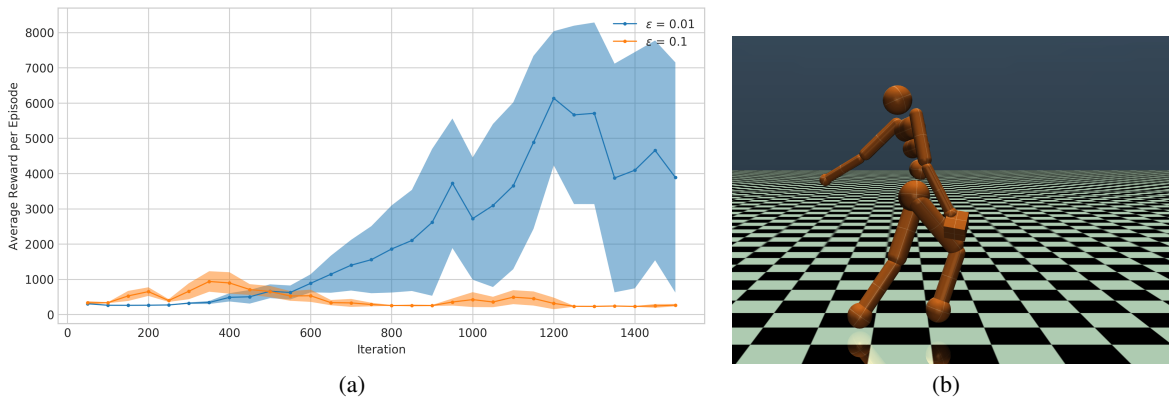 8000
7000
6000
5000
4000
3000
2000
1000
0
Average Reward per Episode
ε = 0.01
ε = 0.1
0 200 400 600 800 1000 1200 1400
Iteration
(a)
(b)